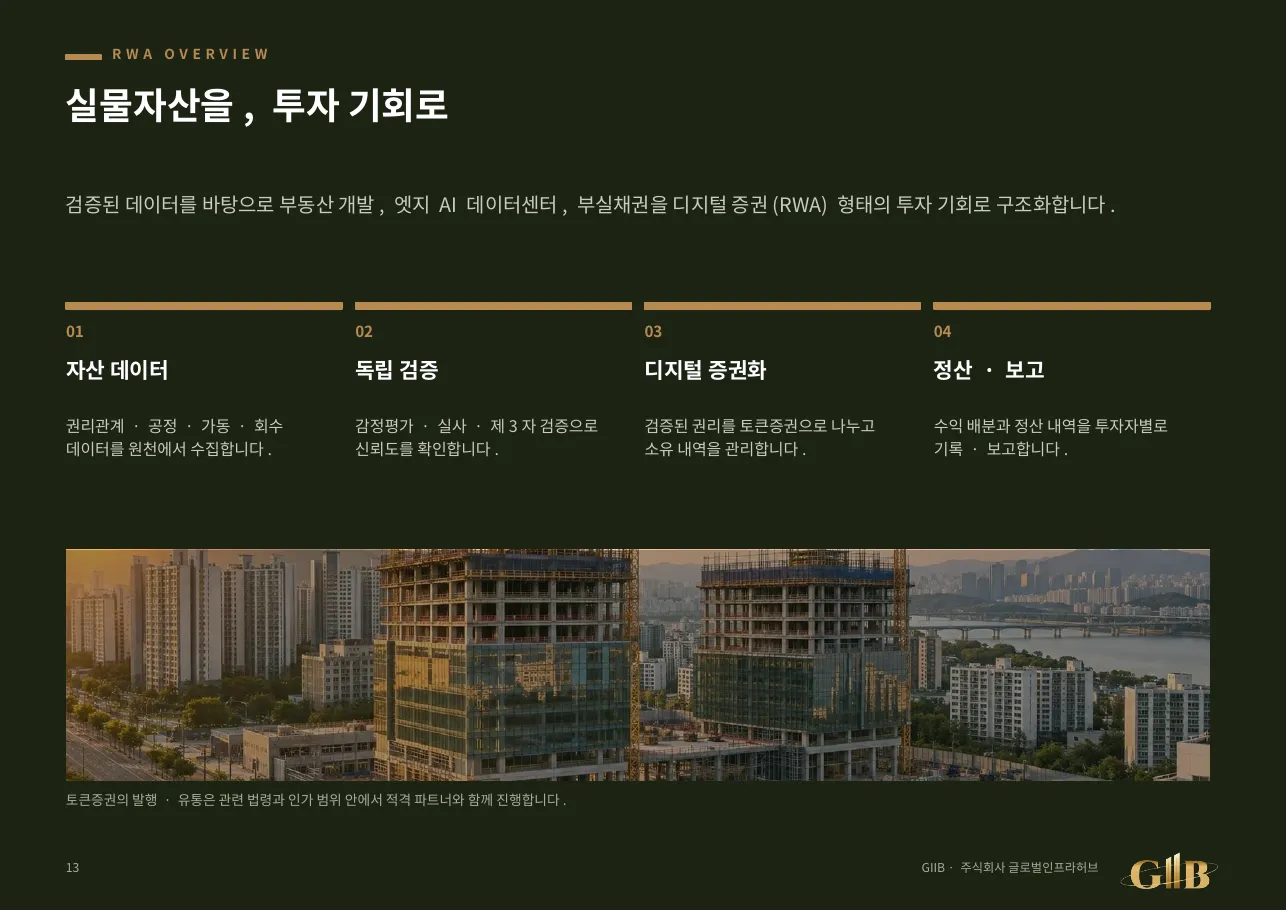 RWA OVERVIEW
실물자산을 , 투자 기회로
검증된 데이터를 바탕으로 부동산 개발 , 엣지 AI 데이터센터 , 부실채권을 디지털 증권 (RWA) 형태의 투자 기회로 구조화합니다 .
01
자산 데이터
권리관계 · 공정 · 가동 · 회수
데이터를 원천에서 수집합니다 .
02
독립 검증
감정평가 · 실사 · 제 3 자 검증으로
신뢰도를 확인합니다 .
03
디지털 증권화
검증된 권리를 토큰증권으로 나누고
소유 내역을 관리합니다 .
04
정산 · 보고
수익 배분과 정산 내역을 투자자별로
기록 · 보고합니다 .
토큰증권의 발행 · 유통은 관련 법령과 인가 범위 안에서 적격 파트너와 함께 진행합니다 .
13
GIIB · 주식회사 글로벌인프라허브
GIIB